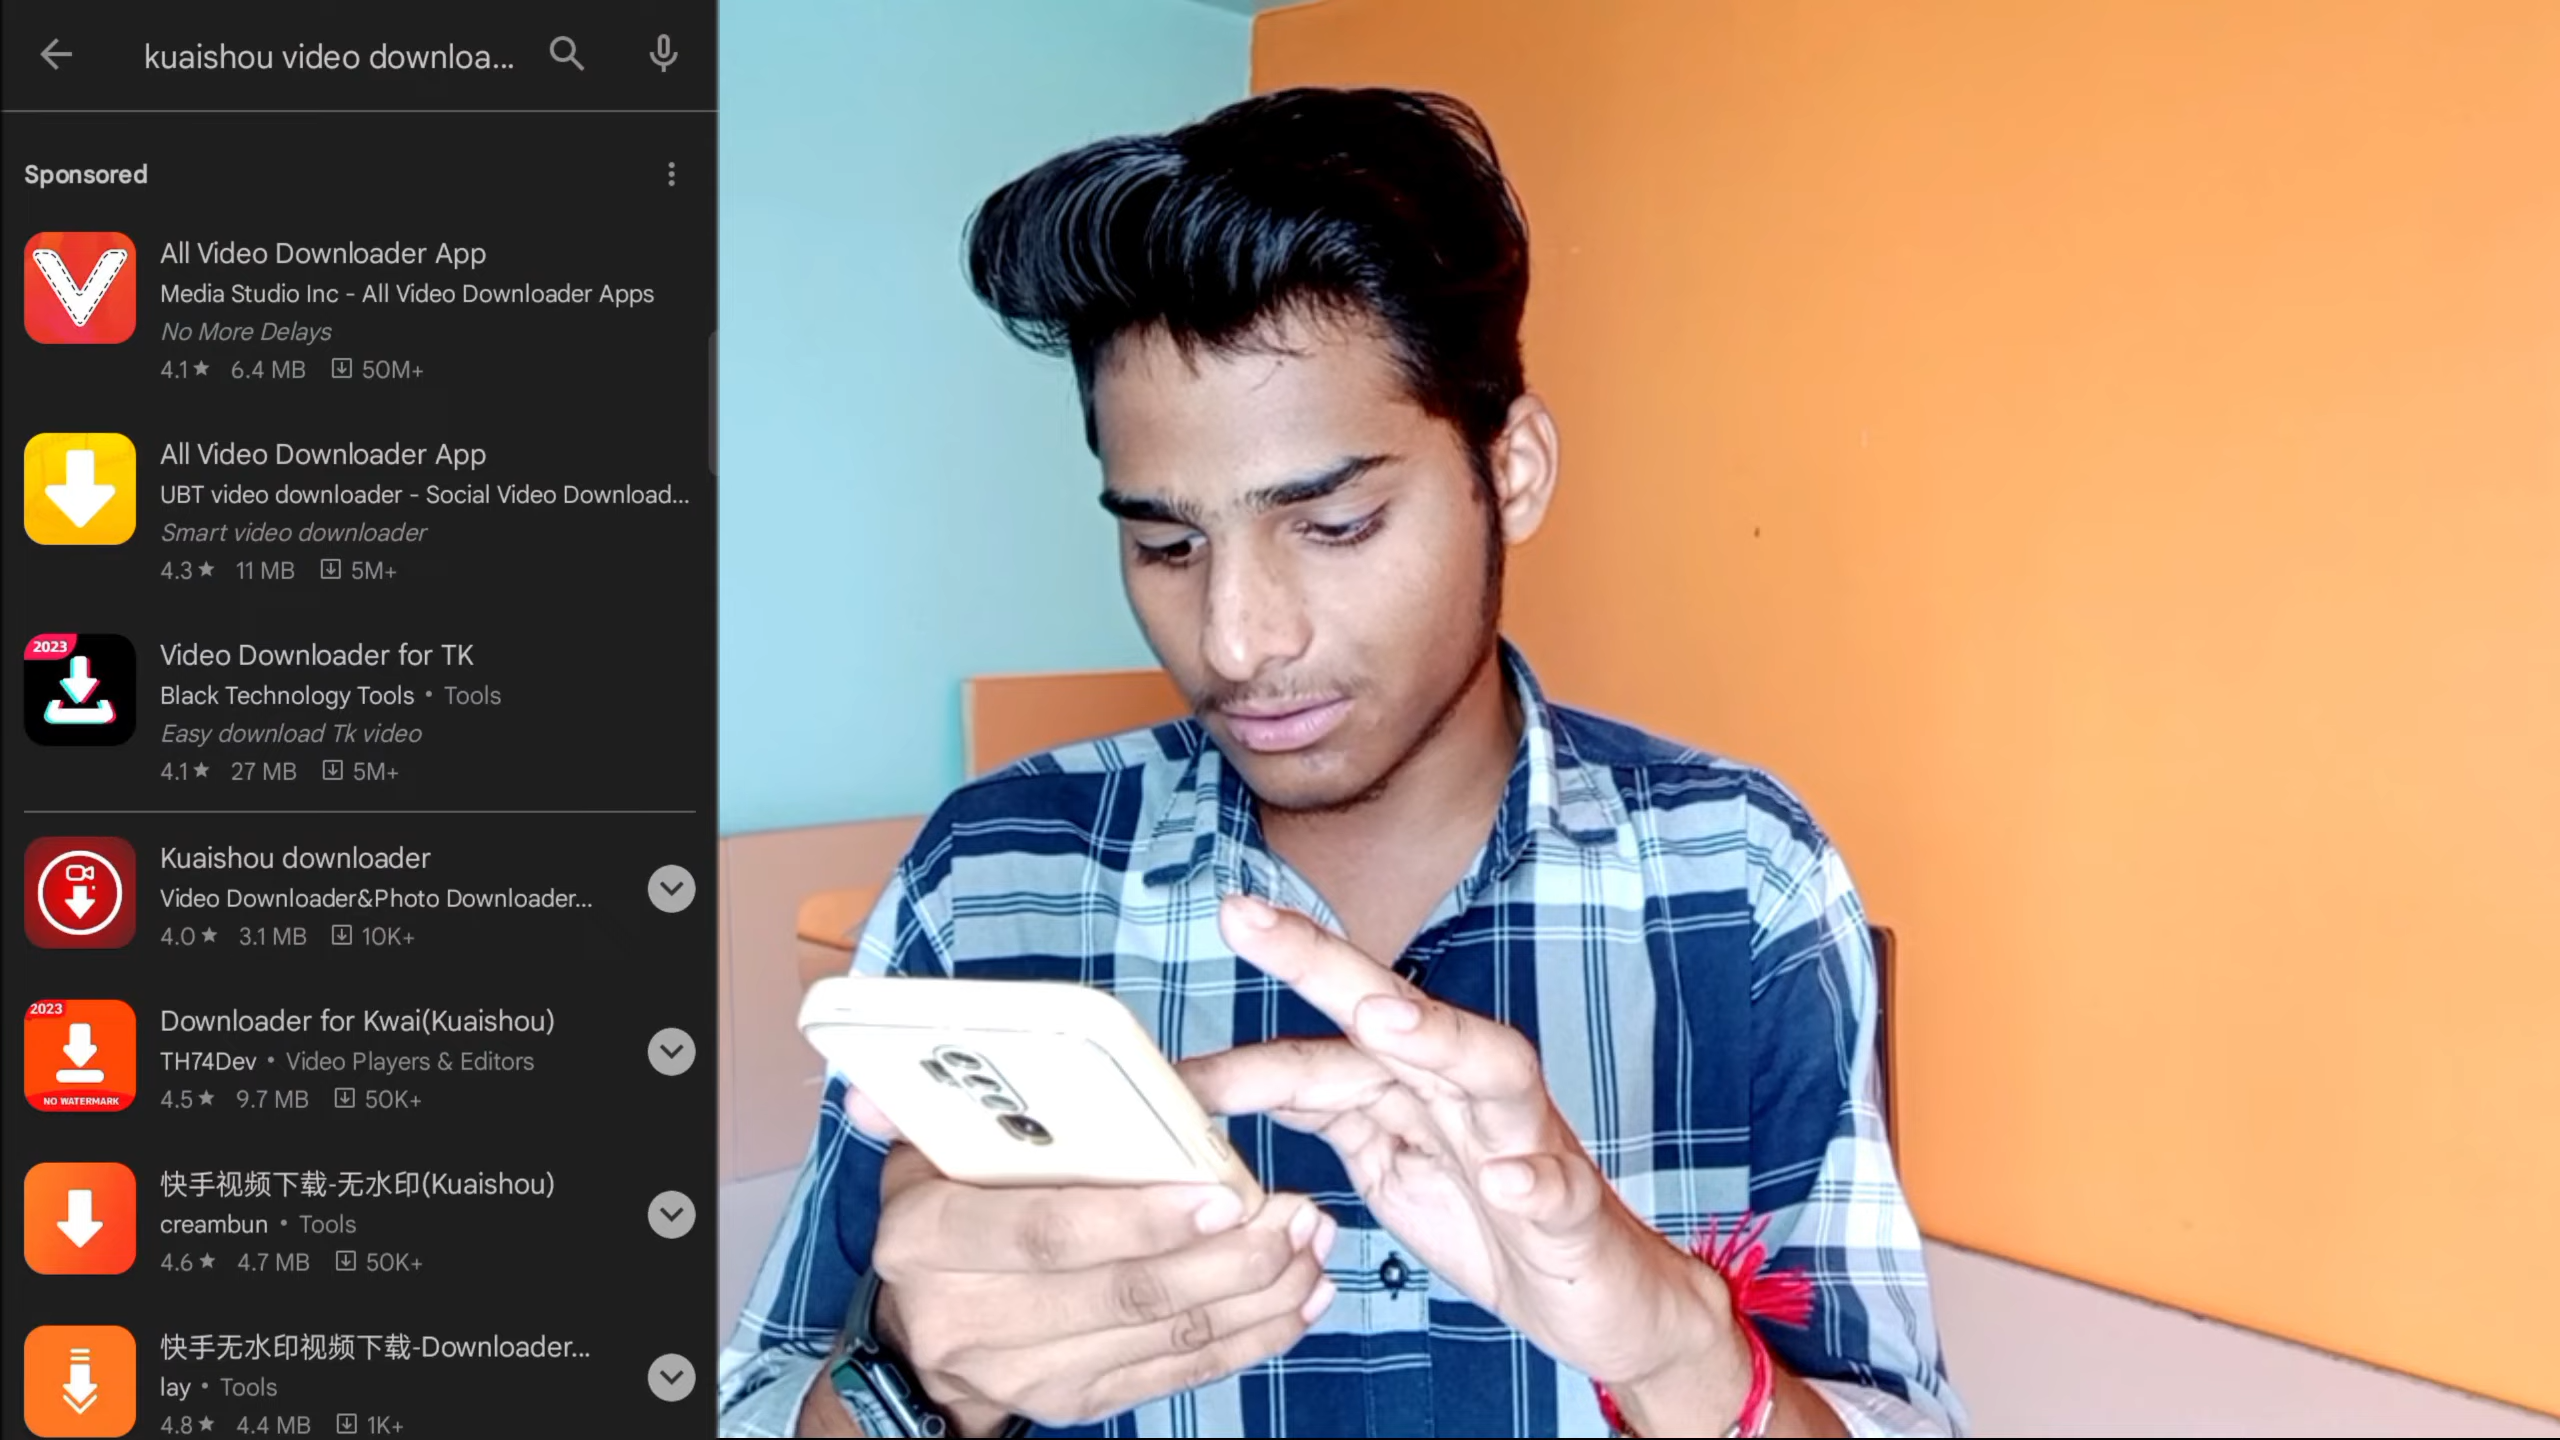 kuaishou video downloa...
Sponsored
All Video Downloader App
Media Studio Inc - All Video Downloader Apps
No More Delays
4.1★ 6.4 MB 50M+
All Video Downloader App
UBT video downloader - Social Video Download...
Smart video downloader
4.3★ 11 MB 5M+
2023
Video Downloader for TK
Black Technology Tools • Tools
Easy download Tk video
4.1★ 27 MB 5M+
Kuaishou downloader
Video Downloader&Photo Downloader...
4.0★ 3.1 MB 10K+
2023
NO WATERMARK
Downloader for Kwai(Kuaishou)
TH74Dev • Video Players & Editors
4.5★ 9.7 MB 50K+
快手视频下载-无水印(Kuaishou)
creambun • Tools
4.6★ 4.7 MB 50K+
快手无水印视频下载-Downloader...
lay • Tools
4.8★ 4.4 MB 1K+